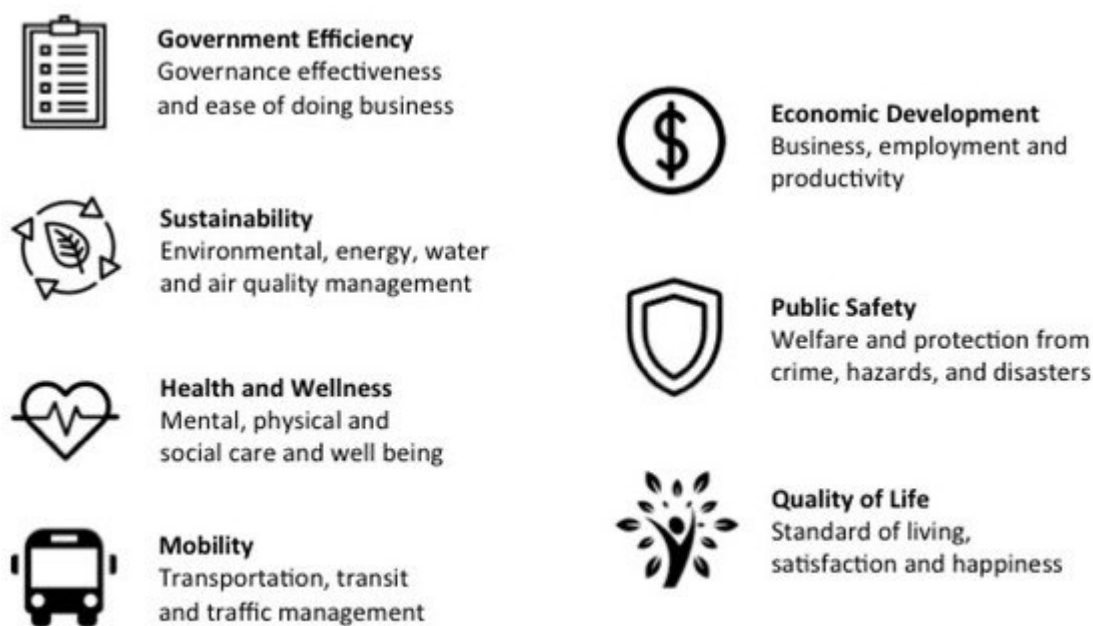 Government Efficiency
Governance effectiveness
and ease of doing business
Sustainability
Environmental, energy, water
and air quality management
Health and Wellness
Mental, physical and
social care and well being
Mobility
Transportation, transit
and traffic management
Economic Development
Business, employment and
productivity
Public Safety
Welfare and protection from
crime, hazards, and disasters
Quality of Life
Standard of living,
satisfaction and happiness